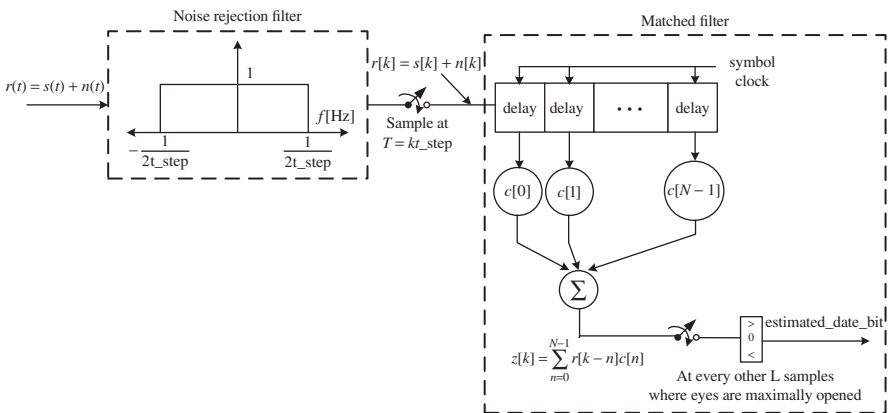 Noise rejection filter
Matched filter
r(t) = s(t) + n(t)
1
f[Hz]
− 1/2t_step
1/2t_step
r[k] = s[k] + n[k]
Sample at
T = kt_step
symbol
clock
delay
delay
• • •
delay
c[0]
c[1]
c[N − 1]
Σ
z[k] = ∑_{n=0}^{N−1} r[k − n]c[n]
>
0
<
estimated_date_bit
At every other L samples
where eyes are maximally opened